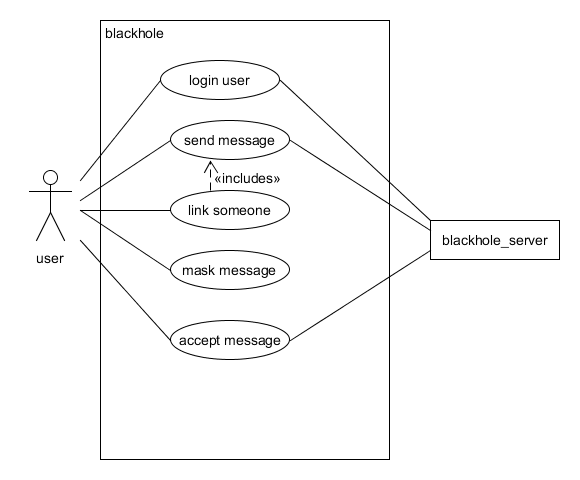 blackhole
login user
send message
«includes»
link someone
blackhole_server
user
mask message
accept message